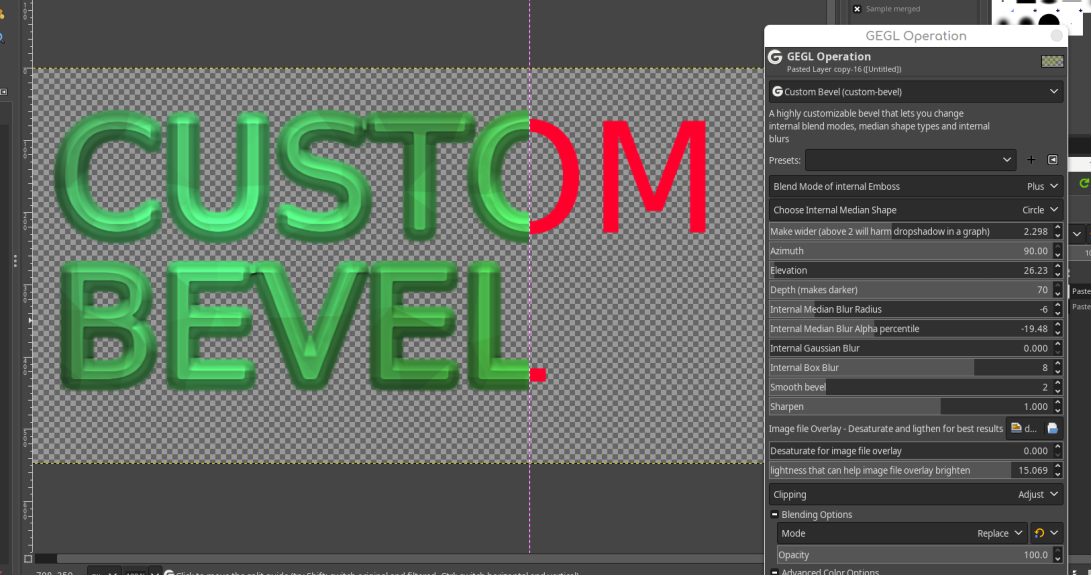 Sample merged
GEGL Operation
GEGL Operation
Pasted Layer copy-16 ([Untitled])
Custom Bevel (custom-bevel)
A highly customizable bevel that lets you change
internal blend modes, median shape types and internal
blurs
Presets:
Blend Mode of internal Emboss Plus
Choose Internal Median Shape Circle
Make wider (above 2 will harm dropshadow in a graph) 2.298
Azimuth 90.00
Elevation 26.23
Depth (makes darker) 70
Internal Median Blur Radius -6
Internal Median Blur Alpha percentile -19.48
Internal Gaussian Blur 0.000
Internal Box Blur 8
Smooth bevel 2
Sharpen 1.000
Image file Overlay - Desaturate and ligthen for best results d...
Desaturate for image file overlay 0.000
lightness that can help image file overlay brighten 15.069
Clipping Adjust
Blending Options
Mode Replace
Opacity 100.0
Advanced Color Options
CUSTOM
BEVEL
Paste
Paste